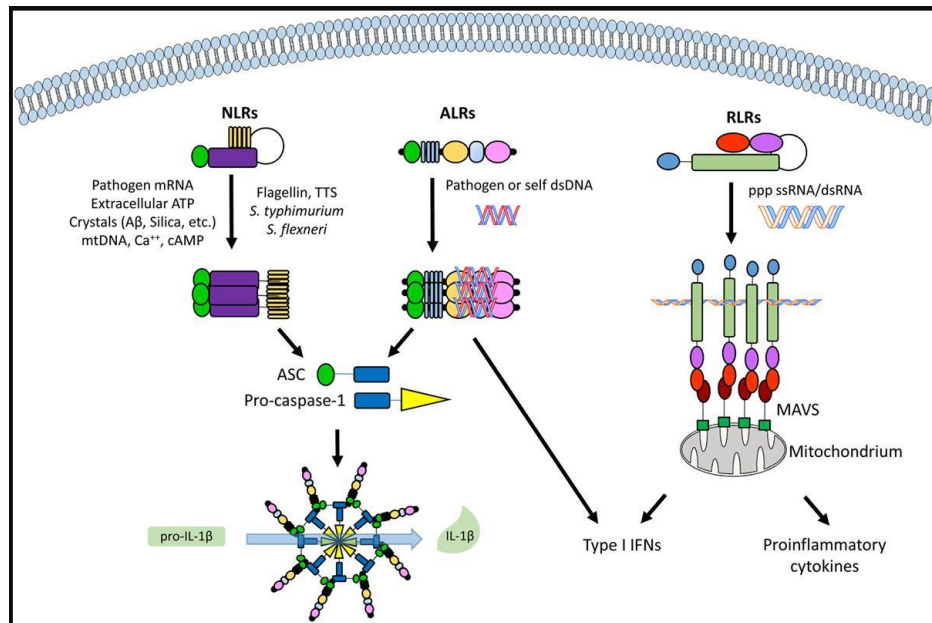 NLRs
ALRs
RLRs
Pathogen mRNA
Extracellular ATP
Crystals (Aβ, Silica, etc.)
mtDNA, Ca⁺⁺, cAMP
Flagellin, TTS
S. typhimurium
S. flexneri
Pathogen or self dsDNA
ppp ssRNA/dsRNA
ASC
Pro-caspase-1
MAVS
Mitochondrium
pro-IL-1β
IL-1β
Type I IFNs
Proinflammatory
cytokines